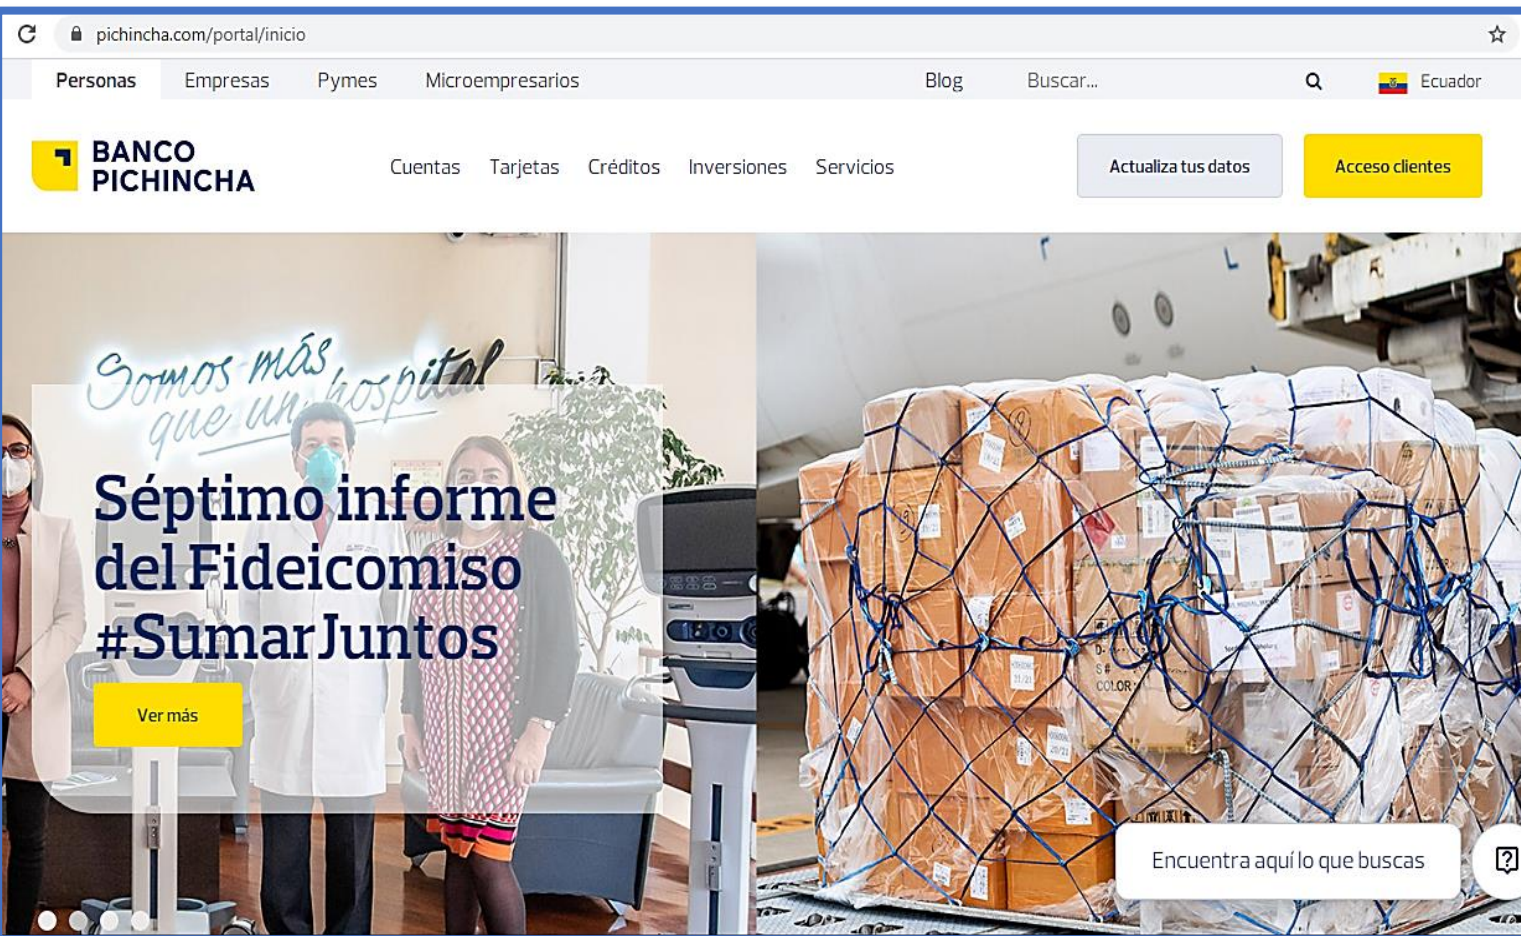 pichincha.com/portal/inicio
Personas Empresas Pymes Microempresarios Blog Buscar... Ecuador
BANCO
PICHINCHA
Cuentas Tarjetas Créditos Inversiones Servicios Actualiza tus datos Acceso clientes
Somos más
que un hospital
Séptimo informe
del Fideicomiso
#SumarJuntos
Ver más
COLOR
Encuentra aquí lo que buscas